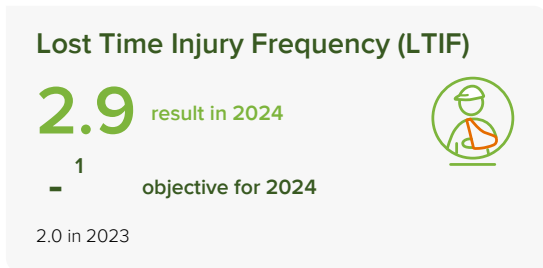 Lost Time Injury Frequency (LTIF)
2.9 result in 2024
- 1 objective for 2024
2.0 in 2023